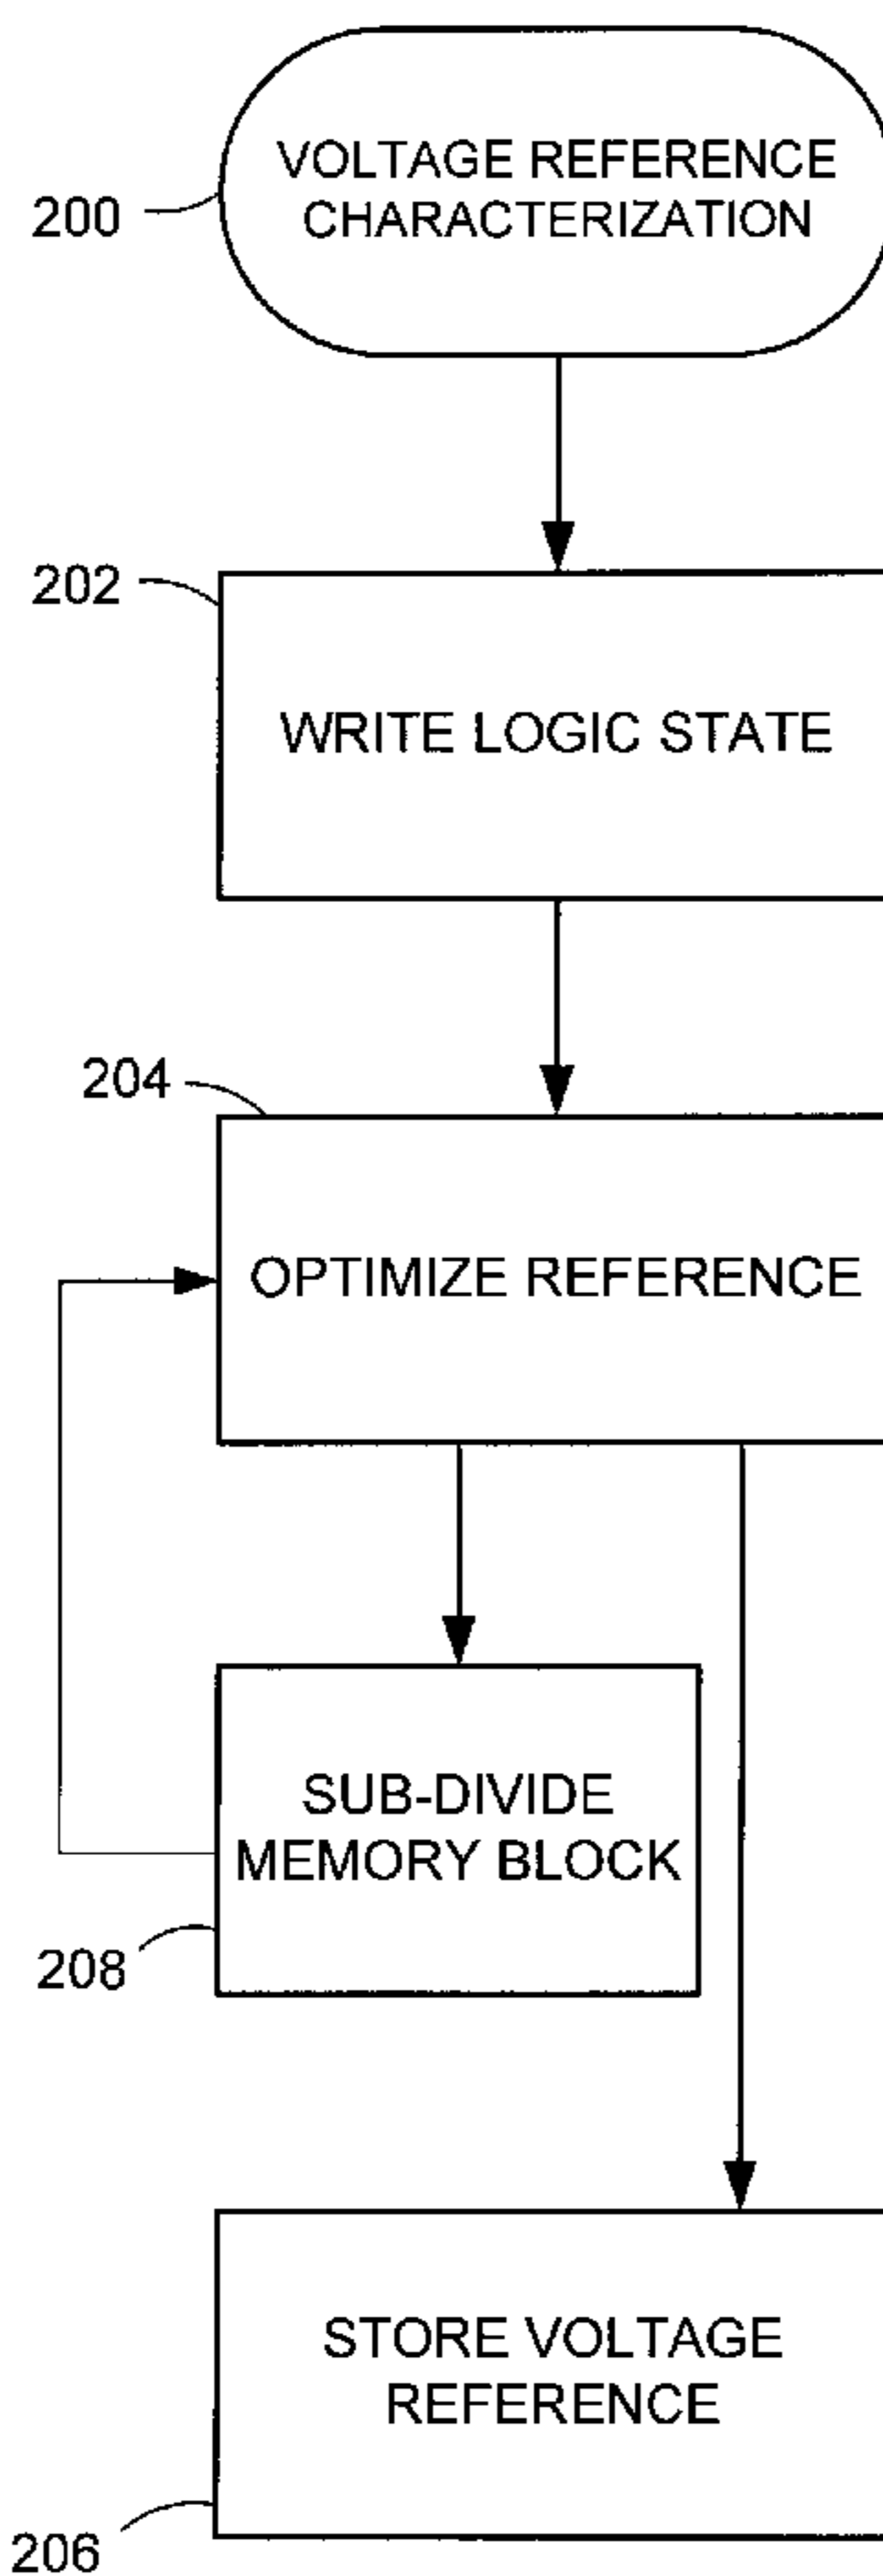 VOLTAGE REFERENCE
CHARACTERIZATION
200
202
WRITE LOGIC STATE
204
OPTIMIZE REFERENCE
SUB-DIVIDE
MEMORY BLOCK
208
STORE VOLTAGE
REFERENCE
206